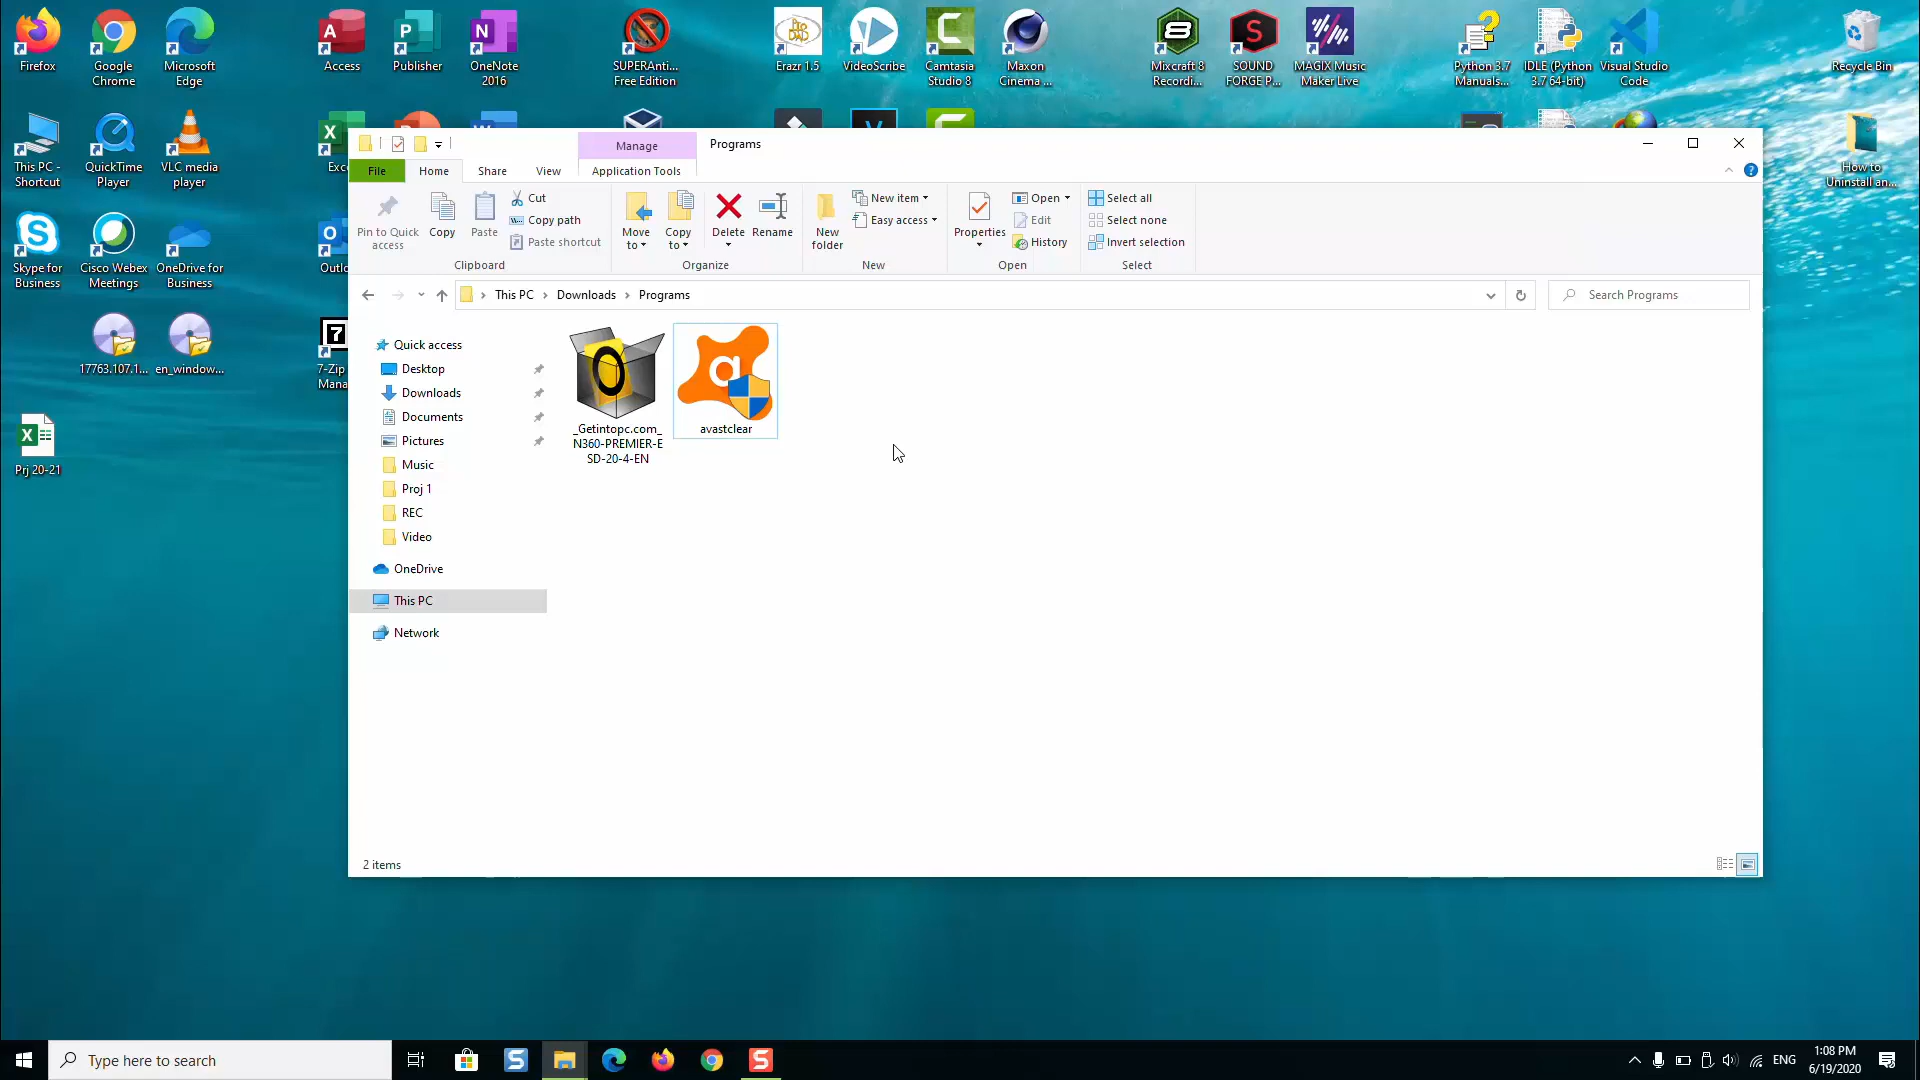 Firefox
Google
Chrome
Microsoft
Edge
Access
Publisher
OneNote
2016
SUPERAnti...
Free Edition
Erazr 1.5
VideoScribe
Camtasia
Studio 8
Maxon
Cinema ...
Mixcraft 8
Recordi...
SOUND
FORGE P...
MAGIX Music
Maker Live
Python 3.7
Manuals...
IDLE (Python
3.7 64-bit)
Visual Studio
Code
Recycle Bin
This PC -
Shortcut
QuickTime
Player
VLC media
player
Exce
How to
Uninstall an...
Skype for
Business
Cisco Webex
Meetings
OneDrive for
Business
Outlo
17763.107.1...
en_window...
7-Zip
Mana
Prj 20-21
Manage
Programs
File
Home
Share
View
Application Tools
Pin to Quick
access
Copy
Paste
Cut
Copy path
Paste shortcut
Clipboard
Move
to
Copy
to
Delete
Rename
Organize
New
folder
New item
Easy access
New
Properties
Open
Edit
History
Open
Select all
Select none
Invert selection
Select
This PC
Downloads
Programs
Search Programs
Quick access
Desktop
Downloads
Documents
Pictures
Music
Proj 1
REC
Video
OneDrive
This PC
Network
_Getintopc.com_
N360-PREMIER-E
SD-20-4-EN
avastclear
2 items
Type here to search
ENG
1:08 PM
6/19/2020